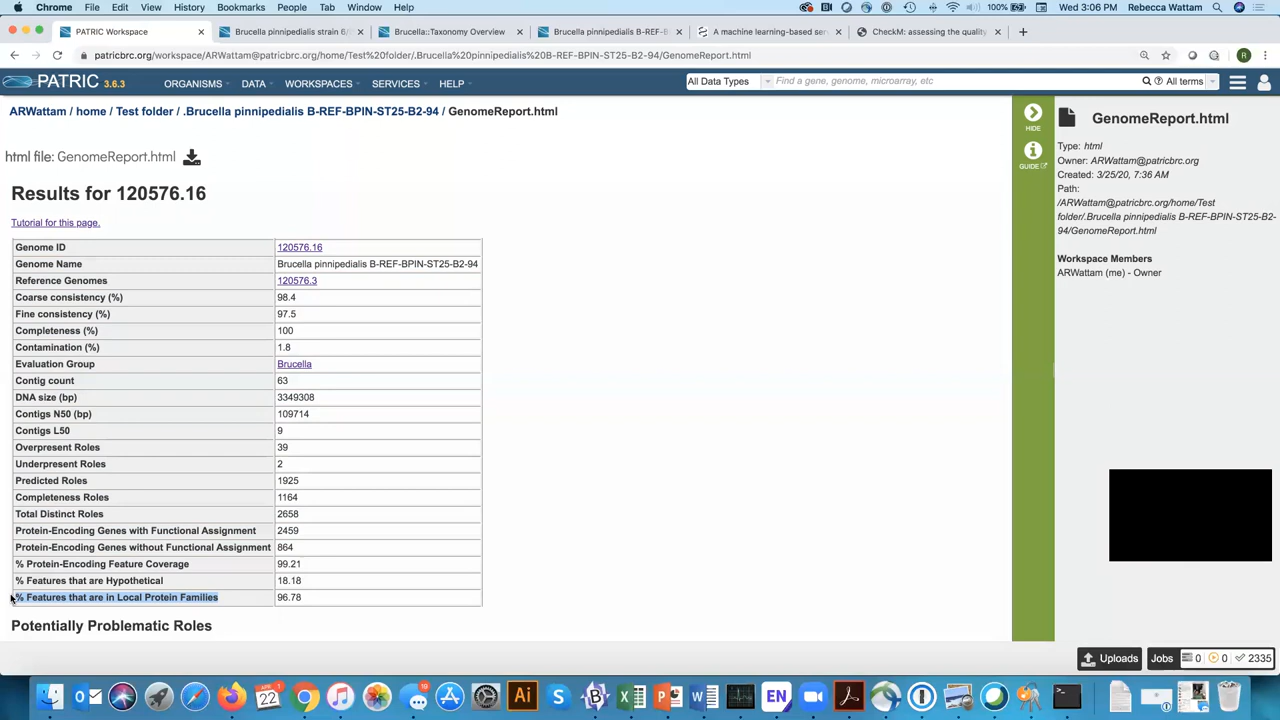 Chrome File Edit View History Bookmarks People Tab Window Help 100% Wed 3:06 PM Rebecca Wattam
PATRIC Workspace Brucella pinnipedialis strain 6/ Brucella::Taxonomy Overview Brucella pinnipedialis B-REF-B A machine learning-based ser CheckM: assessing the quality
patricbrc.org/workspace/ARWattam@patricbrc.org/home/Test%20folder/.Brucella%20pinnipedialis%20B-REF-BPIN-ST25-B2-94/GenomeReport.html
PATRIC 3.6.3 ORGANISMS DATA WORKSPACES SERVICES HELP All Data Types Find a gene, genome, microarray, etc All terms
ARWattam / home / Test folder / .Brucella pinnipedialis B-REF-BPIN-ST25-B2-94 / GenomeReport.html
html file: GenomeReport.html
Results for 120576.16
Tutorial for this page.
Genome ID 120576.16
Genome Name Brucella pinnipedialis B-REF-BPIN-ST25-B2-94
Reference Genomes 120576.3
Coarse consistency (%) 98.4
Fine consistency (%) 97.5
Completeness (%) 100
Contamination (%) 1.8
Evaluation Group Brucella
Contig count 63
DNA size (bp) 3349308
Contigs N50 (bp) 109714
Contigs L50 9
Overpresent Roles 39
Underpresent Roles 2
Predicted Roles 1925
Completeness Roles 1164
Total Distinct Roles 2658
Protein-Encoding Genes with Functional Assignment 2459
Protein-Encoding Genes without Functional Assignment 864
% Protein-Encoding Feature Coverage 99.21
% Features that are Hypothetical 18.18
% Features that are in Local Protein Families 96.78
Potentially Problematic Roles
HIDE
GUIDE
GenomeReport.html
Type: html
Owner: ARWattam@patricbrc.org
Created: 3/25/20, 7:36 AM
Path:
/ARWattam@patricbrc.org/home/Test
folder/.Brucella pinnipedialis B-REF-BPIN-ST25-B2-
94/GenomeReport.html
Workspace Members
ARWattam (me) - Owner
Uploads Jobs 0 0 2335